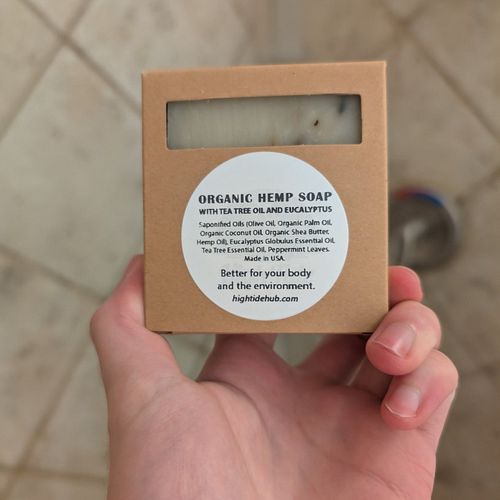 ORGANIC HEMP SOAP
WITH TEA TREE OIL AND EUCALYPTUS
Saponified Oils (Olive Oil, Organic Palm Oil,
Organic Coconut Oil, Organic Shea Butter,
Hemp Oil), Eucalyptus Globulus Essential Oil,
Tea Tree Essential Oil, Peppermint Leaves.
Made in USA.
Better for your body
and the environment.
hightidehub.com